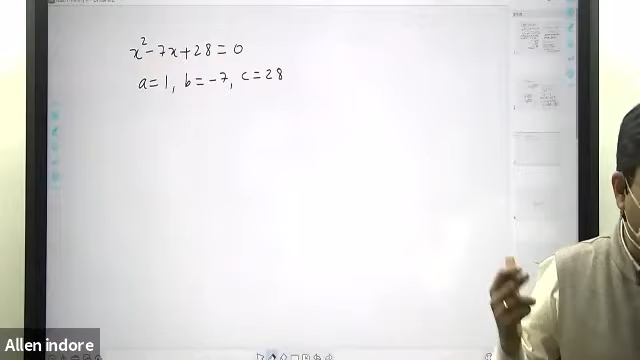 x² - 7x + 28 = 0
a = 1, b = -7, c = 28
Allen indore